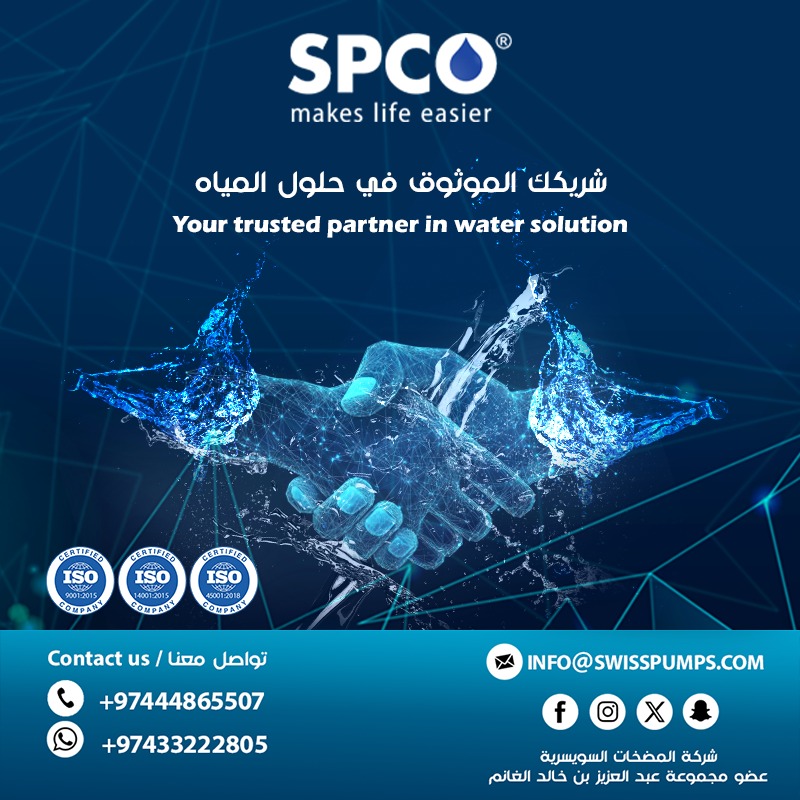 SPCO®
makes life easier
شريكك الموثوق في حلول المياه
Your trusted partner in water solution
CERTIFIED
ISO
9001:2015
COMPANY
CERTIFIED
ISO
14001:2015
COMPANY
CERTIFIED
ISO
45001:2018
COMPANY
Contact us / تواصل معنا
+97444865507
+97433222805
INFO@SWISSPUMPS.COM
شركة المضخات السويسرية
عضو مجموعة عبد العزيز بن خالد الغانم